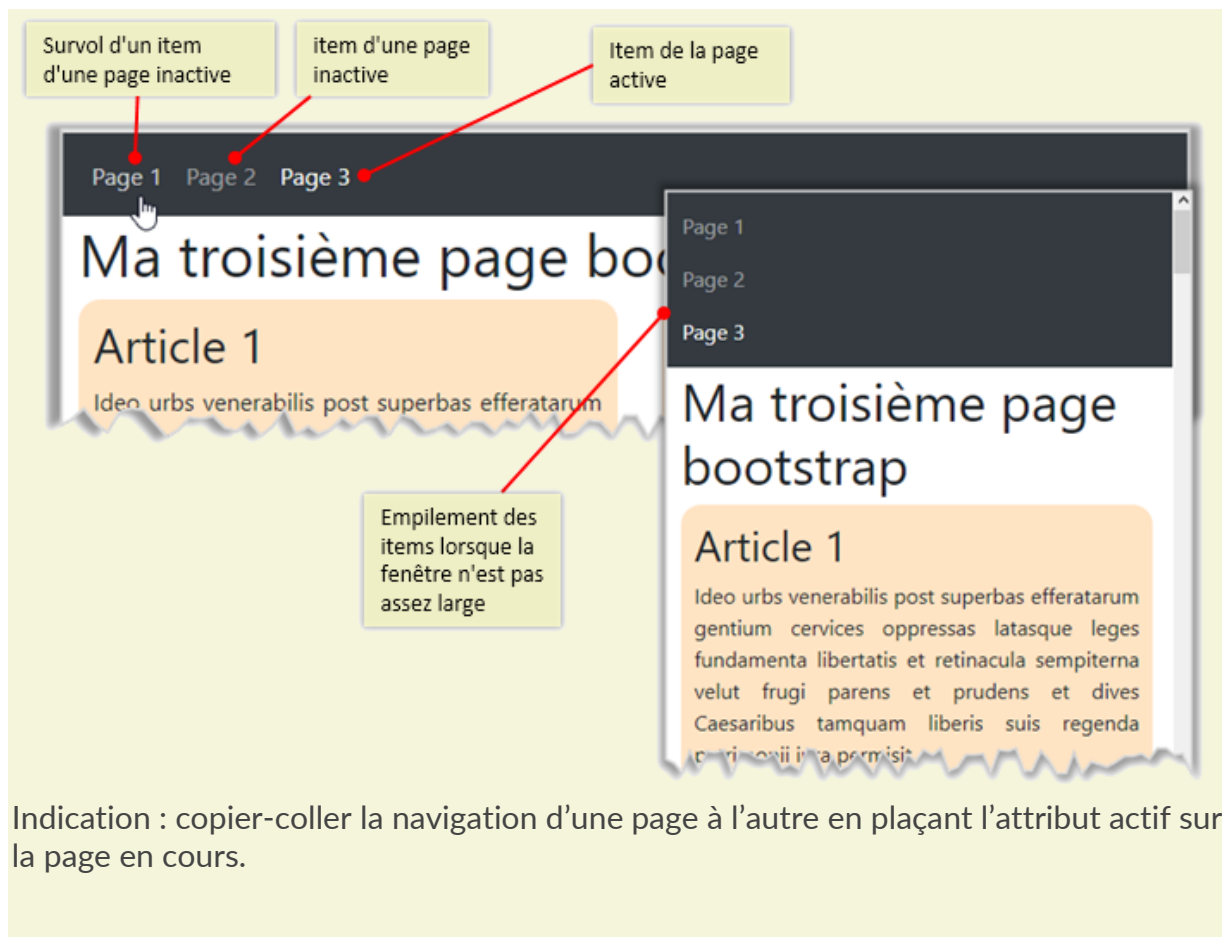 Survol d'un item
d'une page inactive
item d'une page
inactive
Item de la page
active
Page 1 Page 2 Page 3
Ma troisième page boo
Article 1
Ideo urbs venerabilis post superbas efferatarum
Page 1
Page 2
Page 3
Ma troisième page
bootstrap
Article 1
Ideo urbs venerabilis post superbas efferatarum
gentium cervices oppressas latasque leges
fundamenta libertatis et retinacula sempiterna
velut frugi parens et prudens et dives
Caesaribus tamquam liberis suis regenda
permisit
Empilement des
items lorsque la
fenêtre n'est pas
assez large
Indication : copier-coller la navigation d’une page à l’autre en plaçant l’attribut actif sur
la page en cours.